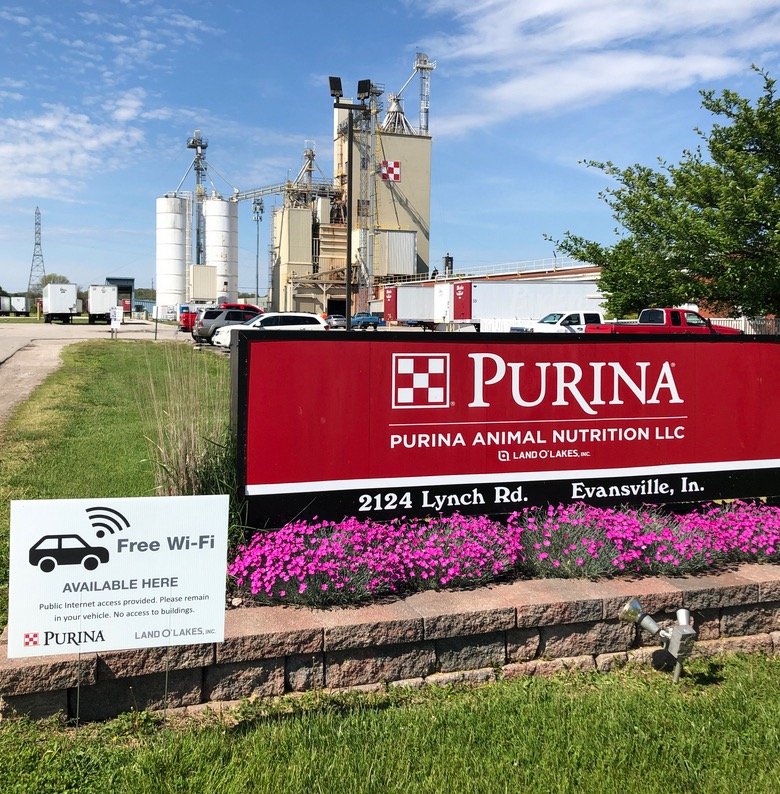 PURINA
PURINA ANIMAL NUTRITION LLC
LAND O'LAKES, INC.
2124 Lynch Rd. Evansville, In.
Free Wi-Fi
AVAILABLE HERE
Public Internet access provided. Please remain
in your vehicle. No access to buildings.
PURINA LAND O'LAKES, INC.